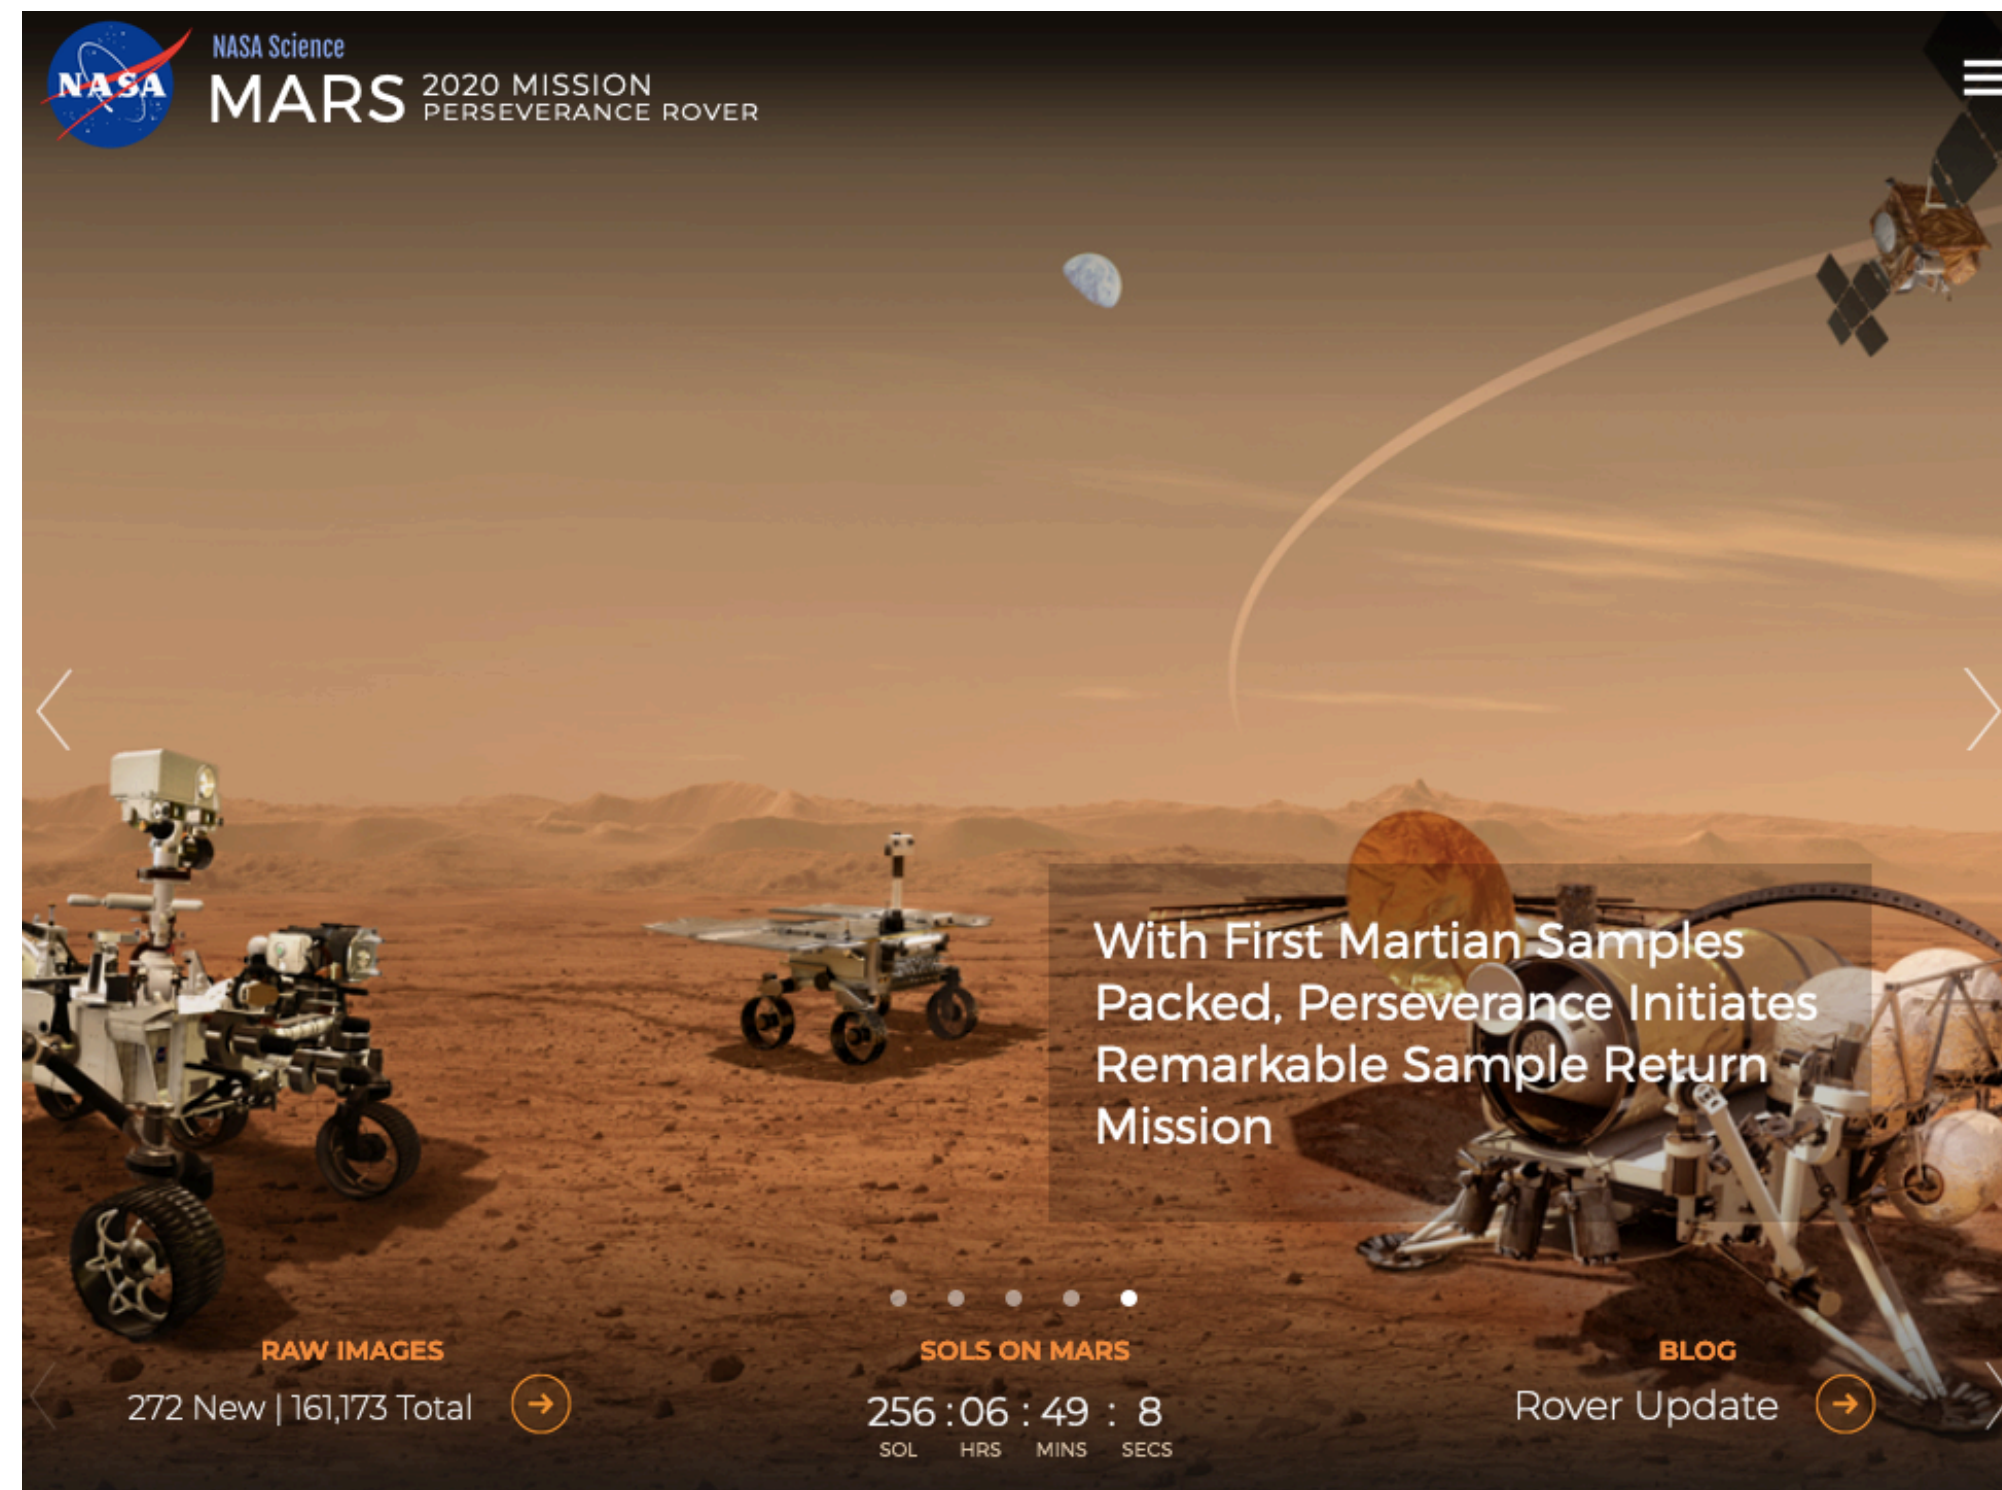 NASA
NASA Science
MARS 2020 MISSION
PERSEVERANCE ROVER
With First Martian Samples
Packed, Perseverance Initiates
Remarkable Sample Return
Mission
RAW IMAGES
272 New | 161,173 Total
SOLS ON MARS
256 : 06 : 49 : 8
SOL HRS MINS SECS
BLOG
Rover Update